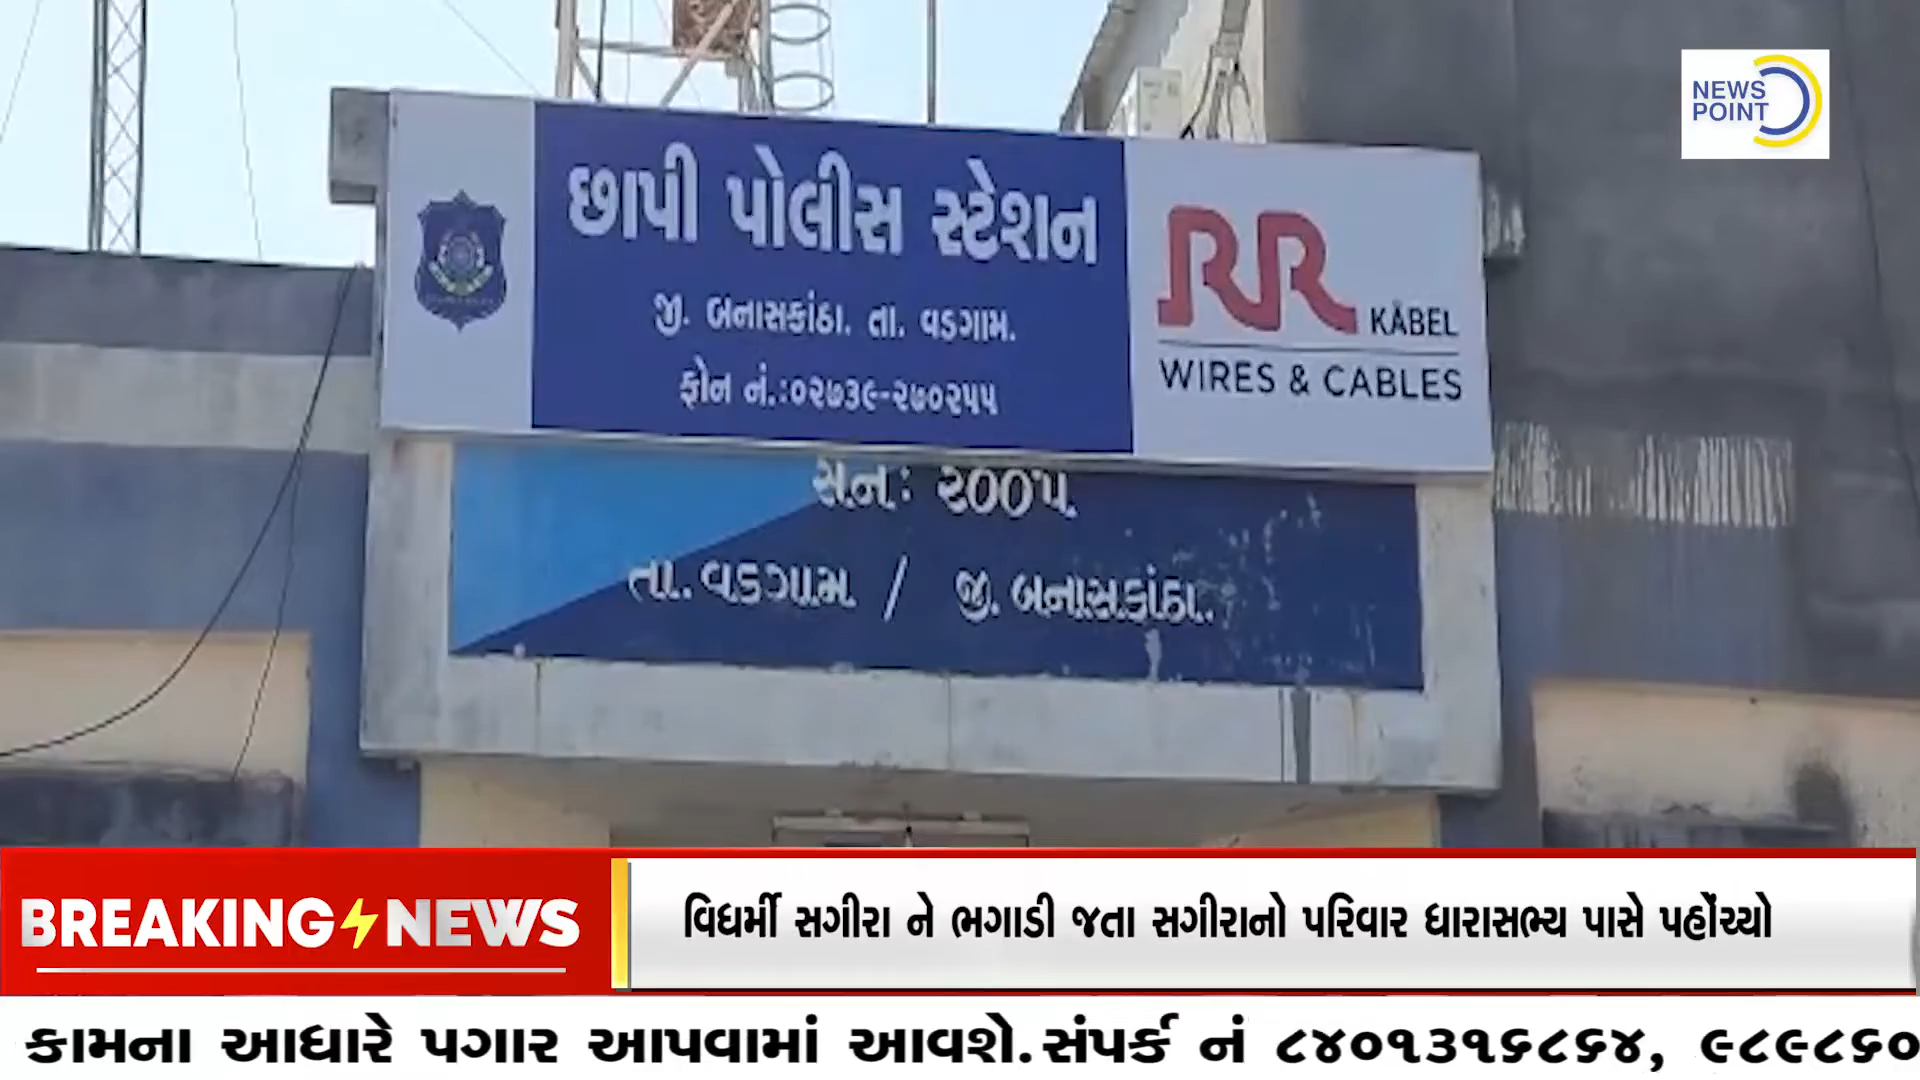 NEWS
POINT
છાપી પોલીસ સ્ટેશન
જી. બનાસકાંઠા. તા. વડગામ.
ફોન નં.:૦૨૭૩૯-૨૭૦૨૫૫
RR KABEL
WIRES & CABLES
સન: ૨૦૦૫.
તા. વડગામ. / જી. બનાસકાંઠા.
BREAKING NEWS
વિધર્મી સગીરા ને ભગાડી જતા સગીરાનો પરિવાર ધારાસભ્ય પાસે પહોંચ્યો
કામના આધારે પગાર આપવામાં આવશે.સંપર્ક નં ૮૪૦૧૩૧૬૮૬૪, ૯૮૯૮૬૦